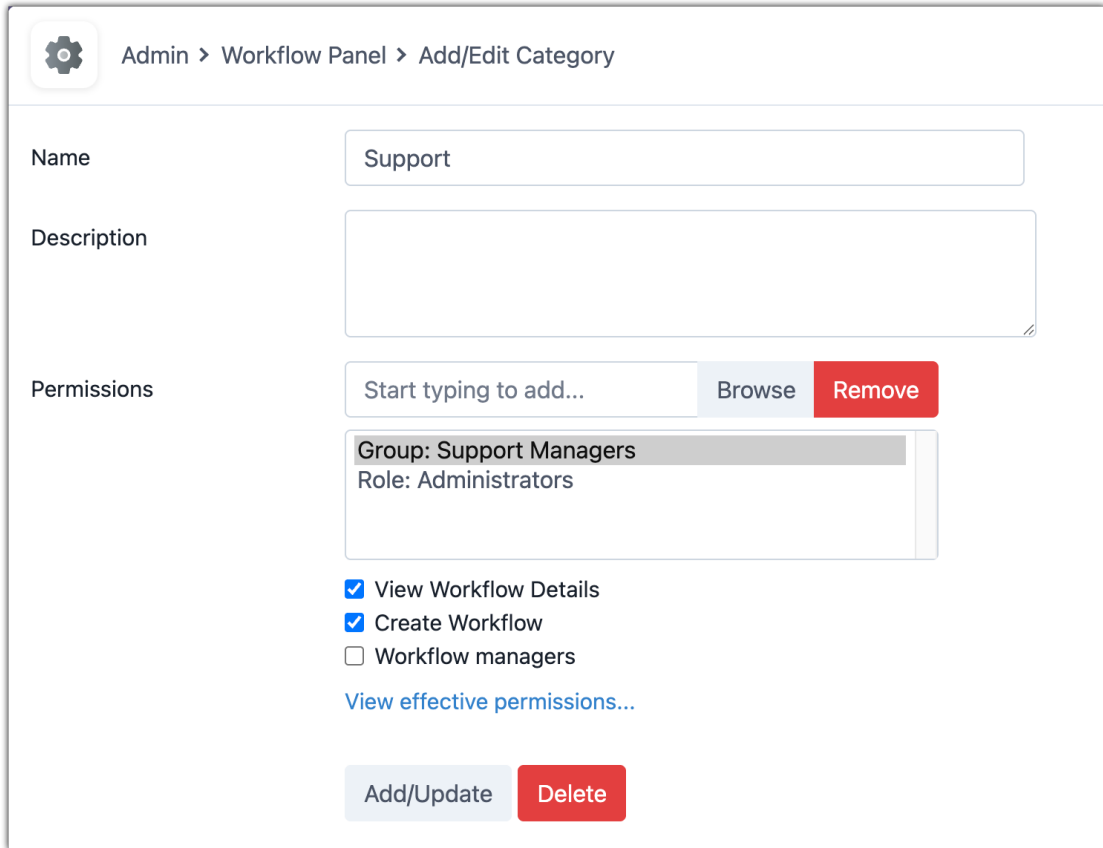 Admin > Workflow Panel > Add/Edit Category
Name
Support
Description
Permissions
Start typing to add...
Browse
Remove
Group: Support Managers
Role: Administrators
View Workflow Details
Create Workflow
Workflow managers
View effective permissions...
Add/Update
Delete